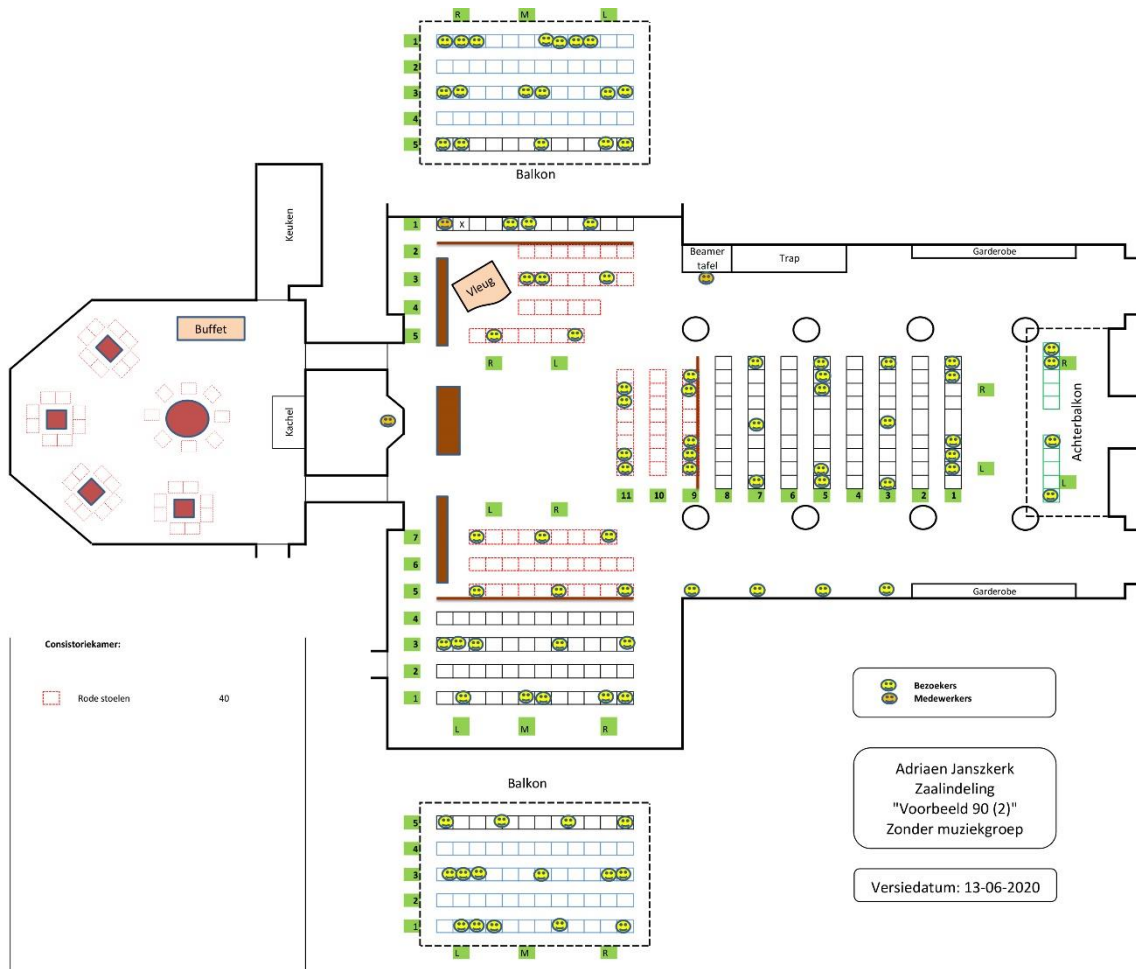 R M L
1
2
3
4
5
Balkon
Keuken
1 X
2
3
4
5
Vleug
R L
Beamer
tafel
Trap
Garderobe
Buffet
Kachel
R
L
R
L
Achterbalkon
11 10 9 8 7 6 5 4 3 2 1
L R
7
6
5
4
3
2
1
Garderobe
L M R
Consistoriekamer:
Rode stoelen 40
Bezoekers
Medewerkers
Adriaen Janszkerk
Zaalindeling
"Voorbeeld 90 (2)"
Zonder muziekgroep
Versiedatum: 13-06-2020
Balkon
5
4
3
2
1
L M R